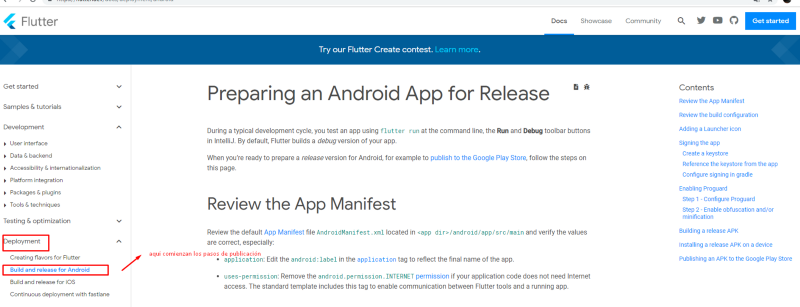 Flutter
Docs
Showcase
Community
Get started
Try our Flutter Create contest. Learn more.
Get started
Samples & tutorials
Development
User interface
Data & backend
Accessibility & internationalization
Platform integration
Packages & plugins
Tools & techniques
Testing & optimization
Deployment
Creating flavors for Flutter
Build and release for Android
Build and release for iOS
Continuous deployment with fastlane
aqui comienzan los pasos de publicación
Preparing an Android App for Release
During a typical development cycle, you test an app using flutter run at the command line, the Run and Debug toolbar buttons
in IntelliJ. By default, Flutter builds a debug version of your app.
When you're ready to prepare a release version for Android, for example to publish to the Google Play Store, follow the steps on
this page.
Review the App Manifest
Review the default App Manifest file AndroidManifest.xml located in <app dir>/android/app/src/main and verify the
values are correct, especially:
application: Edit the android:label in the application tag to reflect the final name of the app.
uses-permission: Remove the android.permission.INTERNET permission if your application code does not need Internet
access. The standard template includes this tag to enable communication between Flutter tools and a running app.
Contents
Review the App Manifest
Review the build configuration
Adding a Launcher icon
Signing the app
Create a keystore
Reference the keystore from the app
Configure signing in gradle
Enabling Proguard
Step 1 - Configure Proguard
Step 2 - Enable obfuscation and/or
minification
Building a release APK
Installing a release APK on a device
Publishing an APK to the Google Play Store